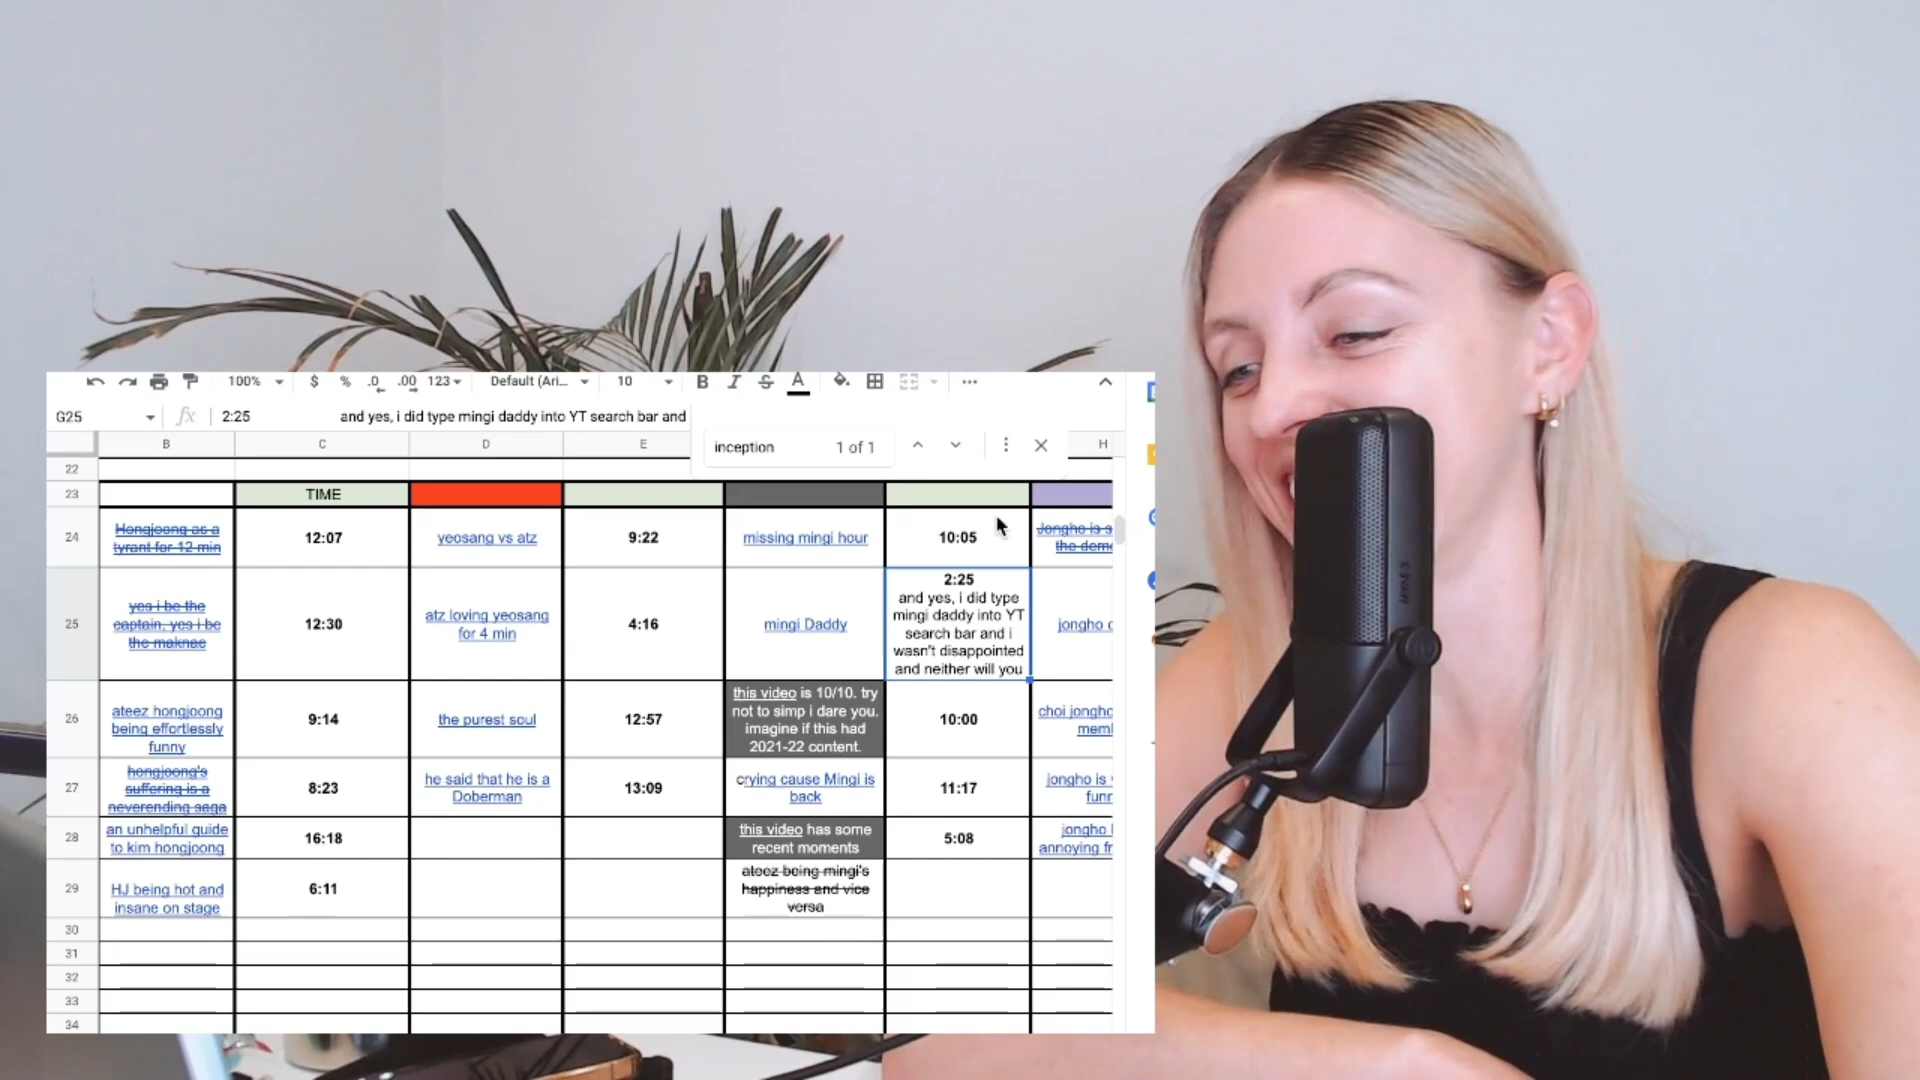 100%
$
%
.0
.00
123
Default (Ari...
10
B
I
S
A
G25
fx
2:25
and yes, i did type mingi daddy into YT search bar and
inception
1 of 1
B
C
D
E
H
22
23
TIME
24
Hongjoong as a
tyrant for 12 min
12:07
yeosang vs atz
9:22
missing mingi hour
10:05
Jongho is s
the demo
25
yes i be the
captain, yes i be
the maknae
12:30
atz loving yeosang
for 4 min
4:16
mingi Daddy
2:25
and yes, i did type
mingi daddy into YT
search bar and i
wasn't disappointed
and neither will you
jongho c
26
ateez hongjoong
being effortlessly
funny
9:14
the purest soul
12:57
this video is 10/10. try
not to simp i dare you.
imagine if this had
2021-22 content.
10:00
choi jongho
mem
27
hongjoong's
suffering is a
neverending saga
8:23
he said that he is a
Doberman
13:09
crying cause Mingi is
back
11:17
jongho is
funr
28
an unhelpful guide
to kim hongjoong
16:18
this video has some
recent moments
5:08
jongho
annoying fr
29
HJ being hot and
insane on stage
6:11
ateez being mingi's
happiness and vice
versa
30
31
32
33
34